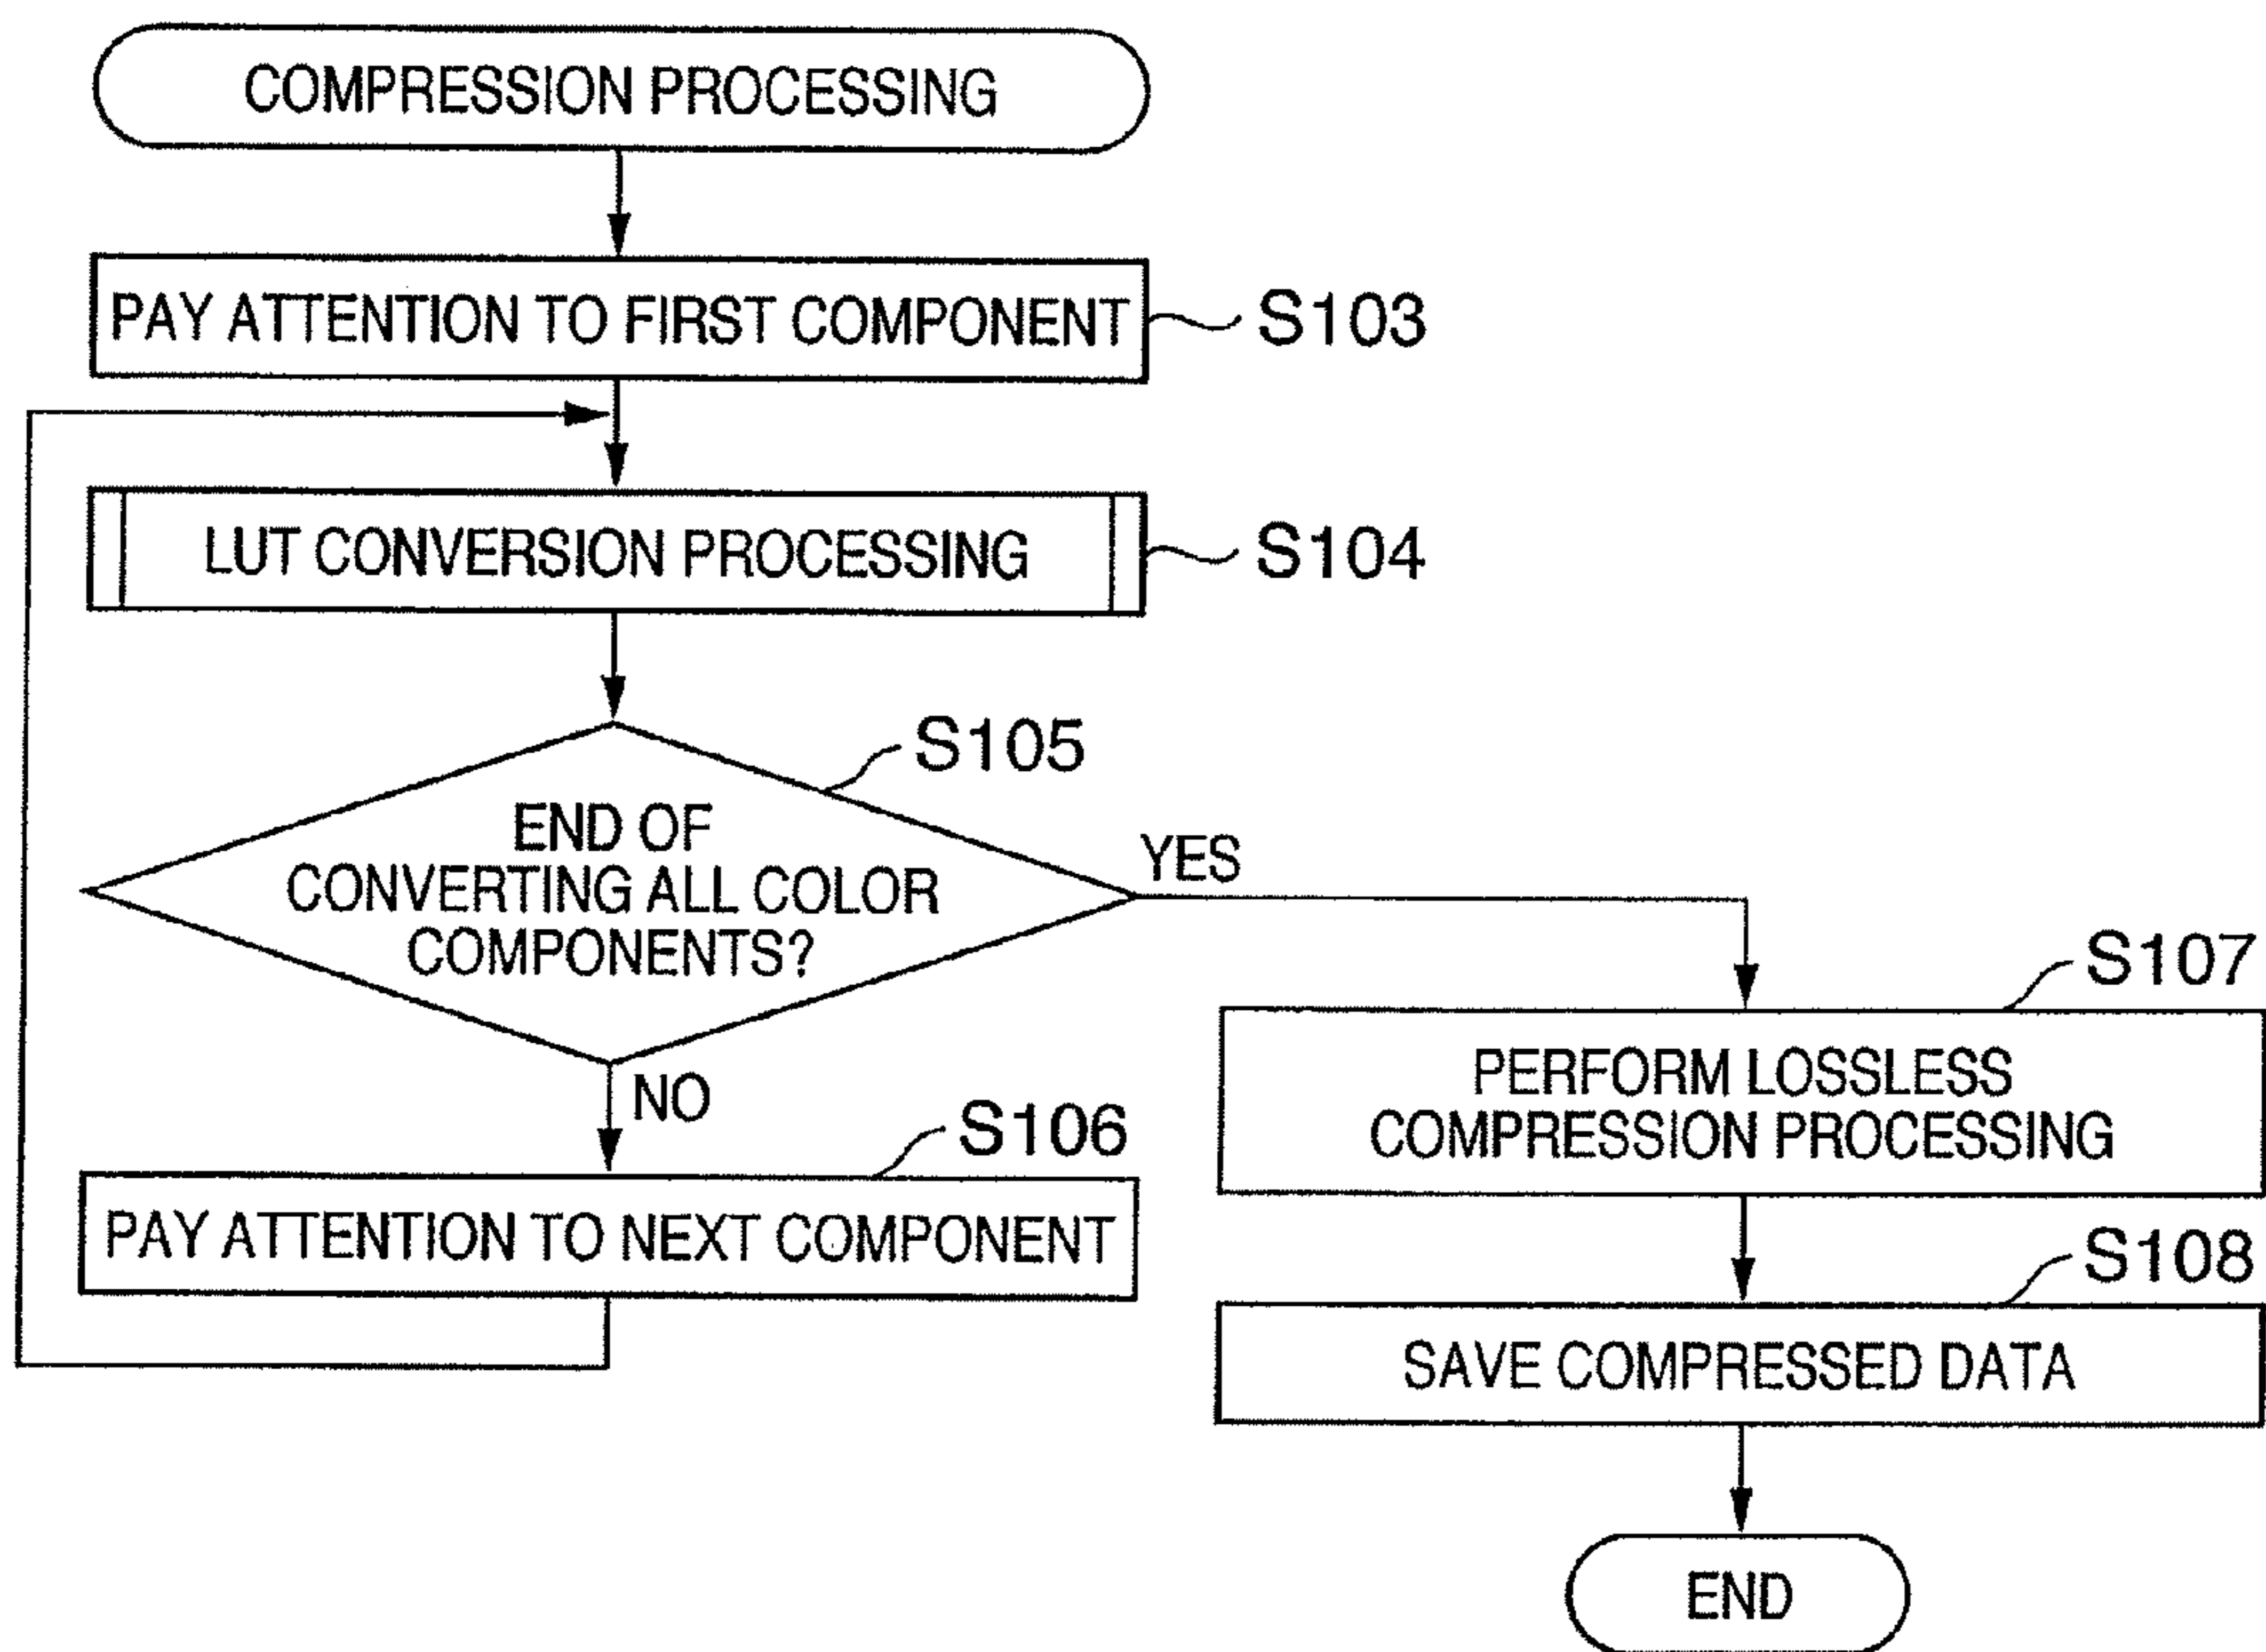 COMPRESSION PROCESSING
PAY ATTENTION TO FIRST COMPONENT
S103
LUT CONVERSION PROCESSING
S104
S105
END OF
CONVERTING ALL COLOR
COMPONENTS?
YES
NO
S106
PAY ATTENTION TO NEXT COMPONENT
S107
PERFORM LOSSLESS
COMPRESSION PROCESSING
S108
SAVE COMPRESSED DATA
END